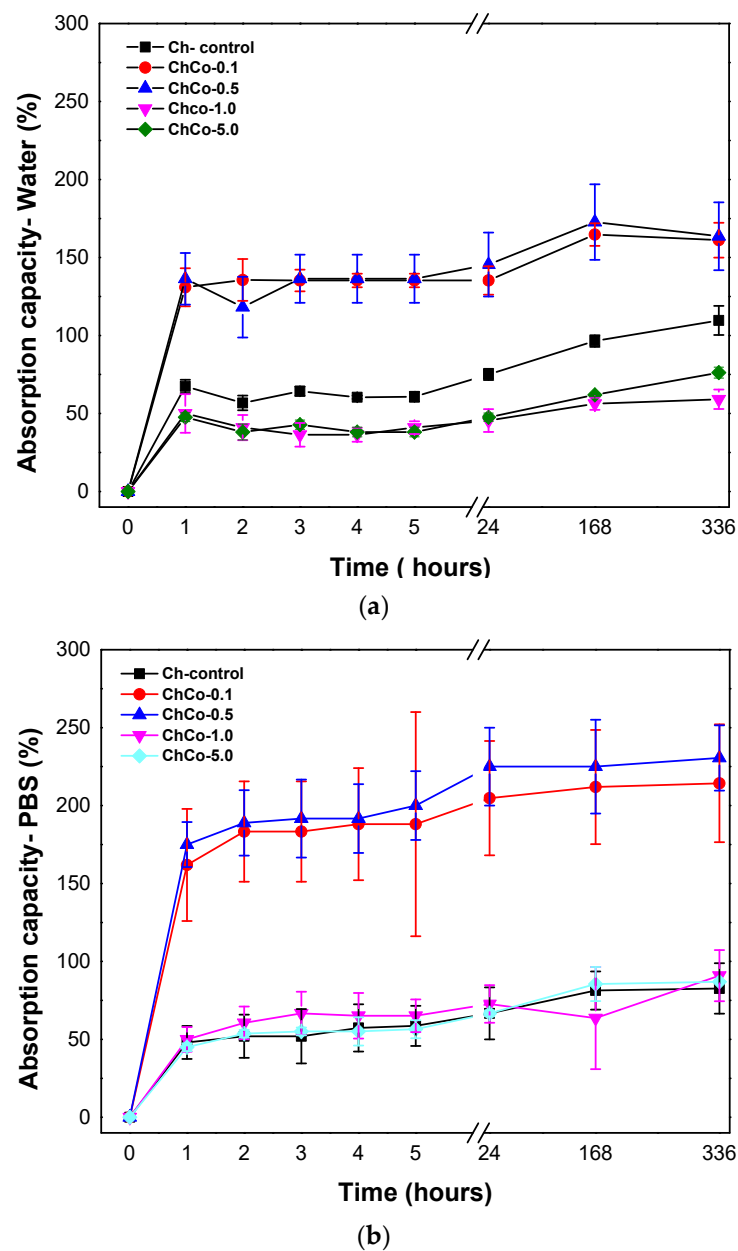 300
250
200
150
100
50
0
Absorption capacity- Water (%)
Ch- control
ChCo-0.1
ChCo-0.5
Chco-1.0
ChCo-5.0
0 1 2 3 4 5 24 168 336
Time ( hours)
(a)
300
250
200
150
100
50
0
Absorption capacity- PBS (%)
Ch-control
ChCo-0.1
ChCo-0.5
ChCo-1.0
ChCo-5.0
0 1 2 3 4 5 24 168 336
Time (hours)
(b)